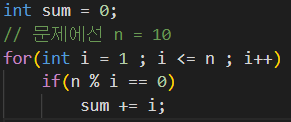 int sum = 0;
// 문제에선 n = 10
for(int i = 1 ; i <= n ; i++)
    if(n % i == 0)
        sum += i;